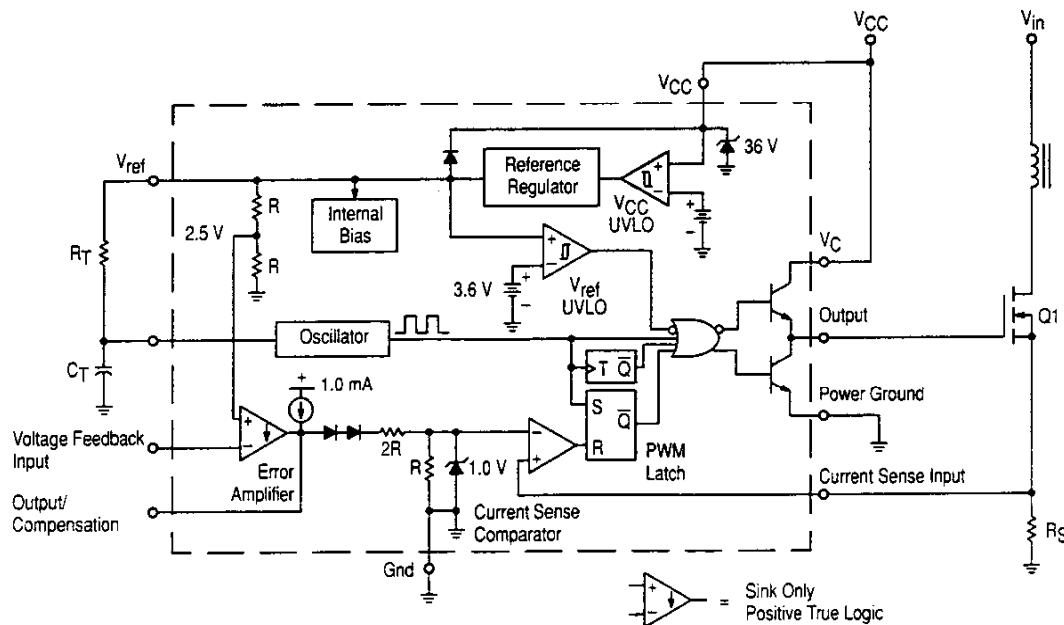 VCC
Vin
VCC
36 V
Vref
Reference
Regulator
+
−
VCC
UVLO
+
−
R
Internal
Bias
2.5 V
RT
R
+
−
VC
3.6 V
+
−
Vref
UVLO
Output
Q1
Oscillator
CT
T Q̅
+
1.0 mA
Power Ground
S
Q̅
R
Voltage Feedback
Input
+
−
2R
−
+
PWM
Latch
Error
Amplifier
R
1.0 V
Current Sense Input
Output/
Compensation
Current Sense
Comparator
RS
Gnd
+
−
=
Sink Only
Positive True Logic